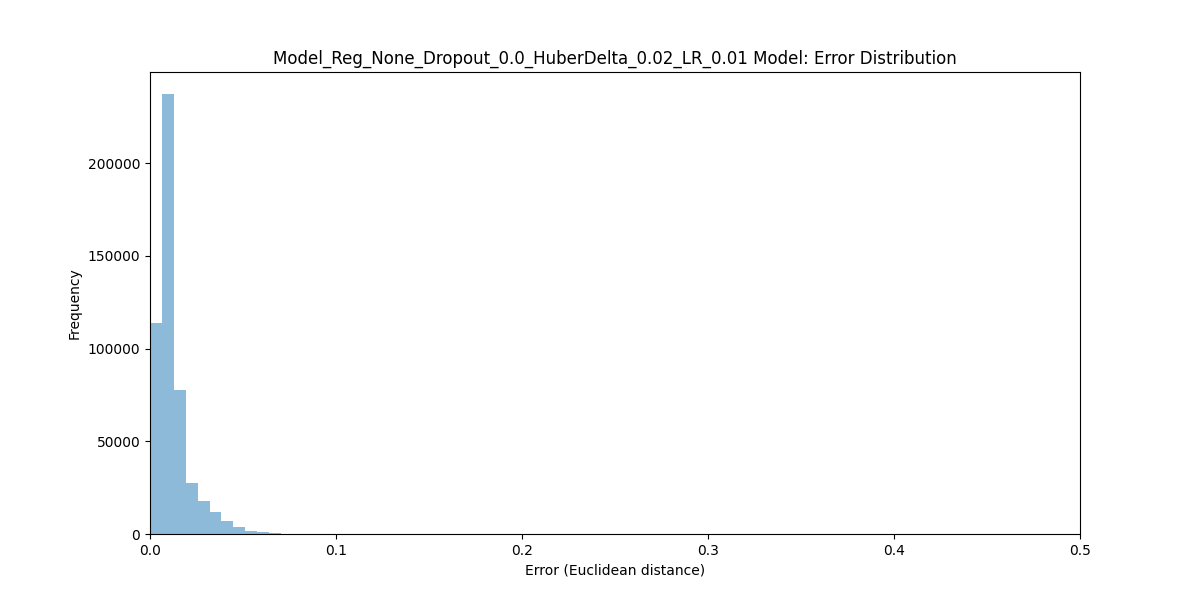 Model_Reg_None_Dropout_0.0_HuberDelta_0.02_LR_0.01 Model: Error Distribution
Frequency
200000
150000
100000
50000
0
0.0 0.1 0.2 0.3 0.4 0.5
Error (Euclidean distance)